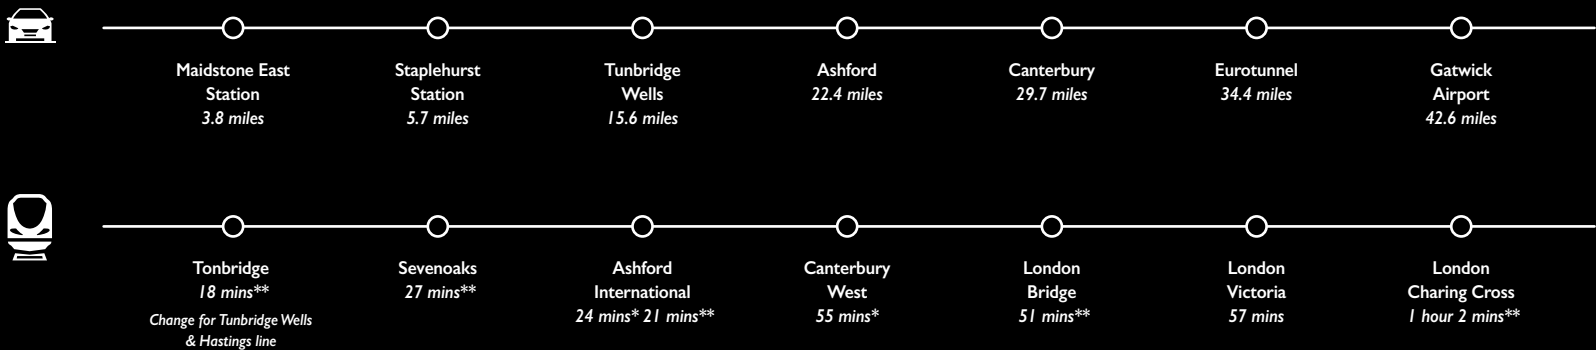 Maidstone East
Station
3.8 miles
Staplehurst
Station
5.7 miles
Tunbridge
Wells
15.6 miles
Ashford
22.4 miles
Canterbury
29.7 miles
Eurotunnel
34.4 miles
Gatwick
Airport
42.6 miles
Tonbridge
18 mins**
Change for Tunbridge Wells
& Hastings line
Sevenoaks
27 mins**
Ashford
International
24 mins* 21 mins**
Canterbury
West
55 mins*
London
Bridge
51 mins**
London
Victoria
57 mins
London
Charing Cross
1 hour 2 mins**